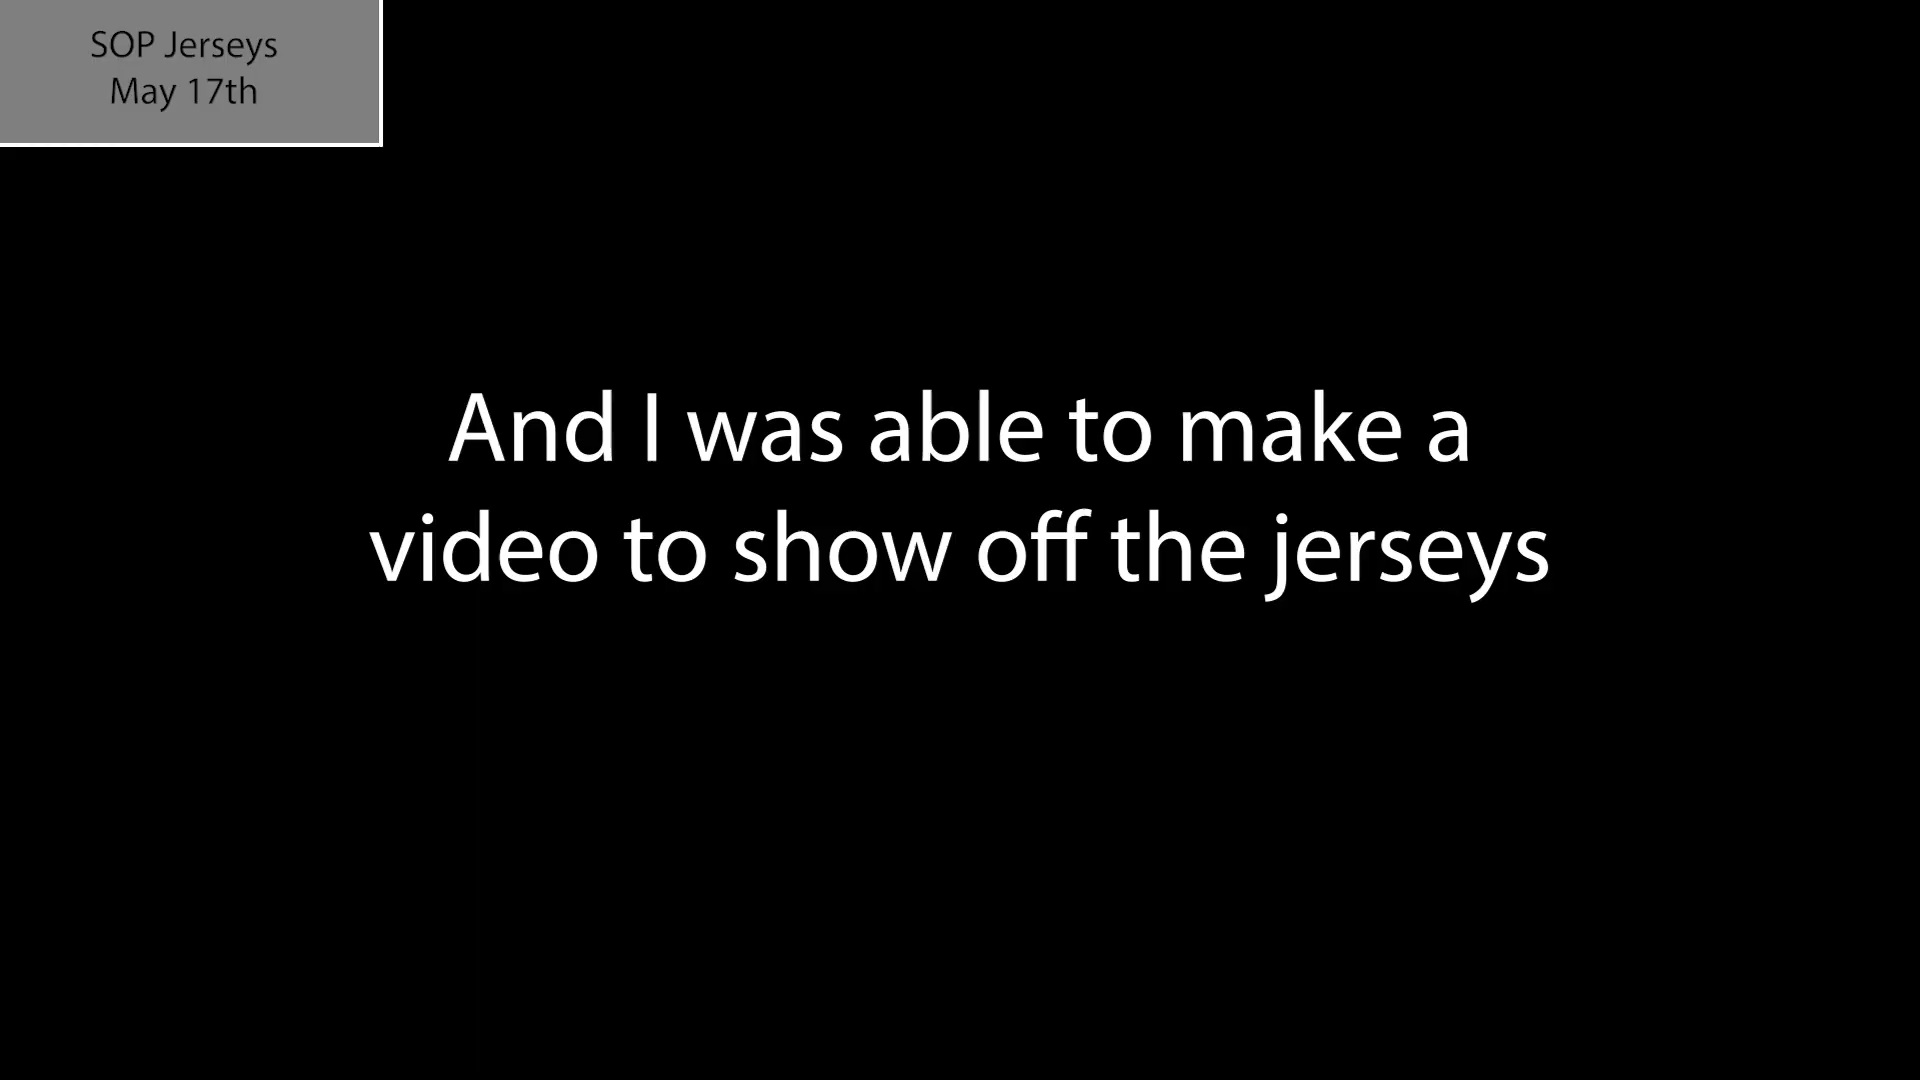 SOP Jerseys
May 17th
And I was able to make a
video to show off the jerseys